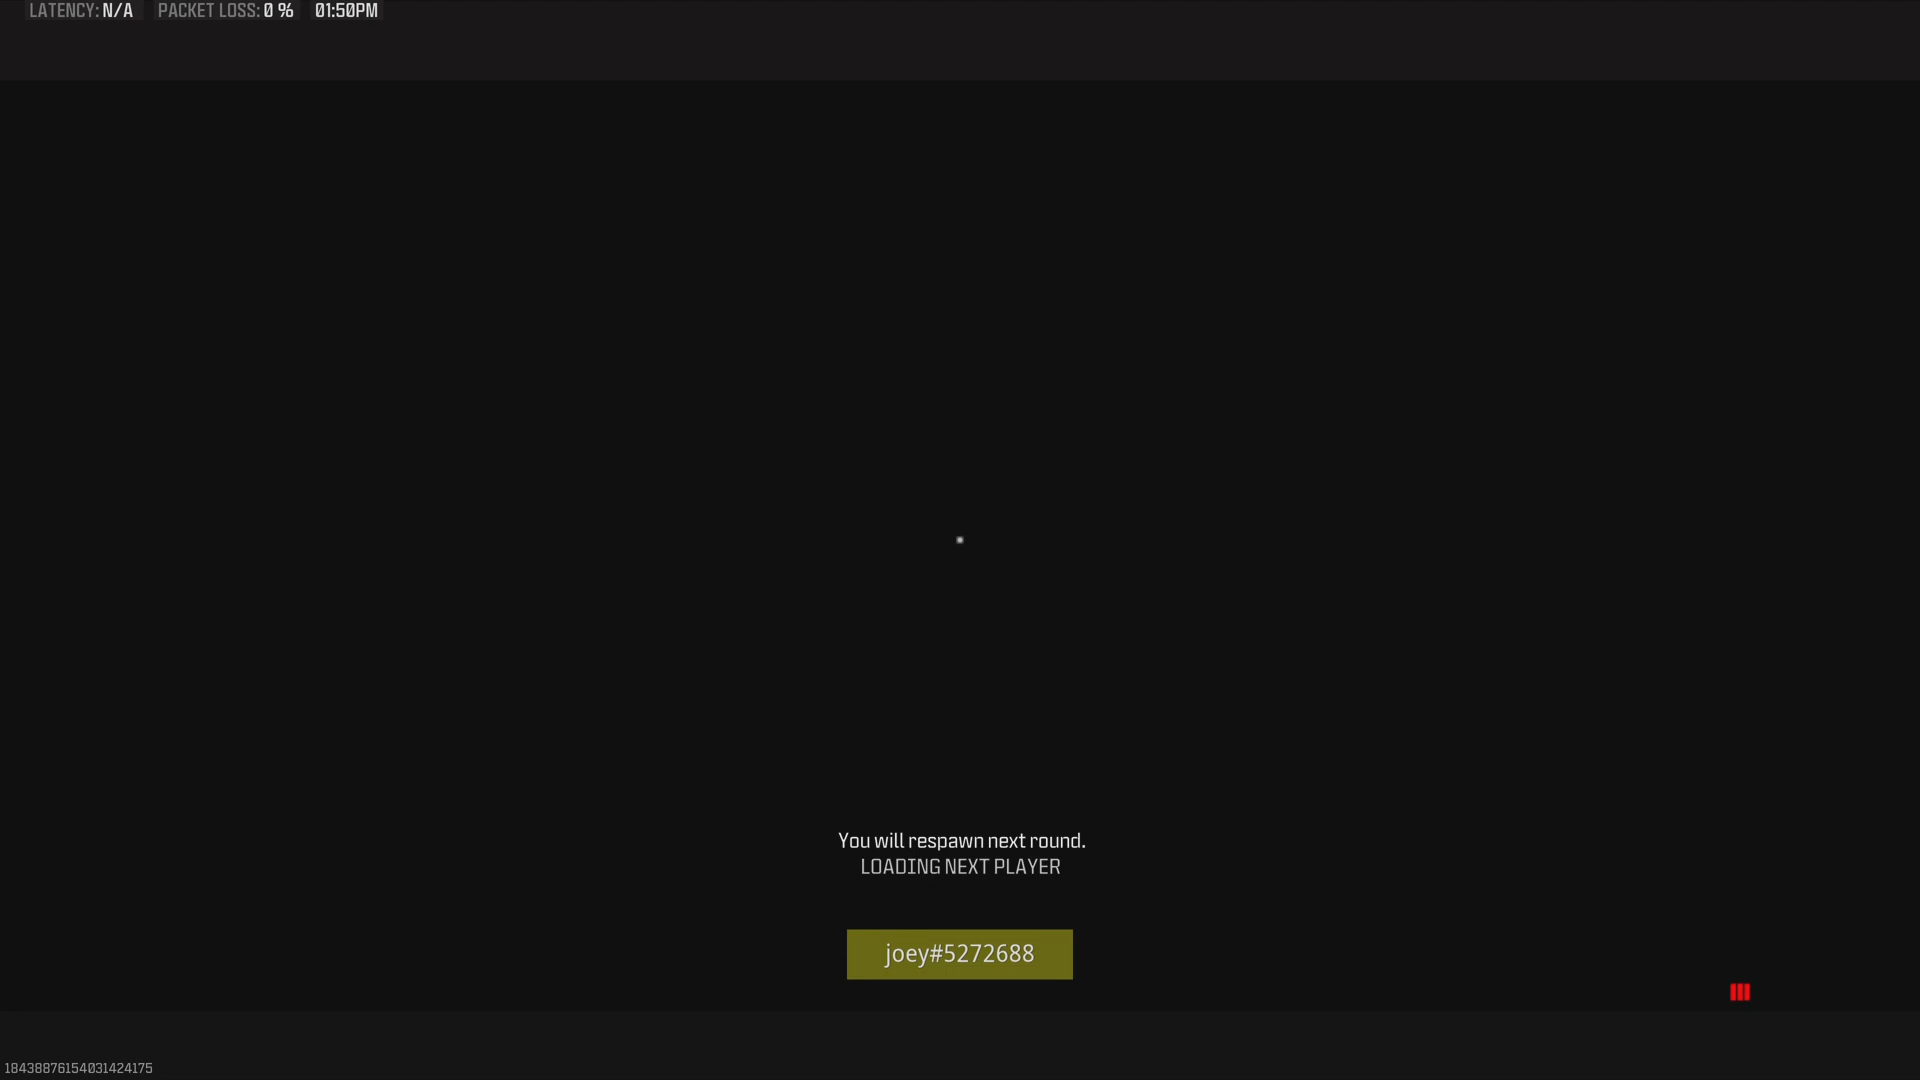 LATENCY: N/A PACKET LOSS: 0 % 01:50PM
You will respawn next round.
LOADING NEXT PLAYER
joey#5272688
18438876154031424175